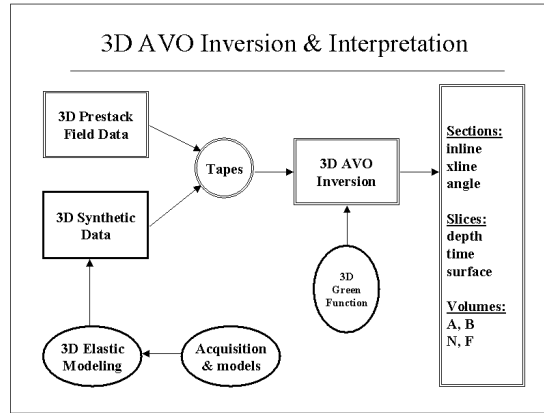 3D AVO Inversion & Interpretation
3D Prestack
Field Data
Tapes
3D AVO
Inversion
3D Synthetic
Data
3D
Green
Function
3D Elastic
Modeling
Acquisition
& models
Sections:
inline
xline
angle
Slices:
depth
time
surface
Volumes:
A, B
N, F